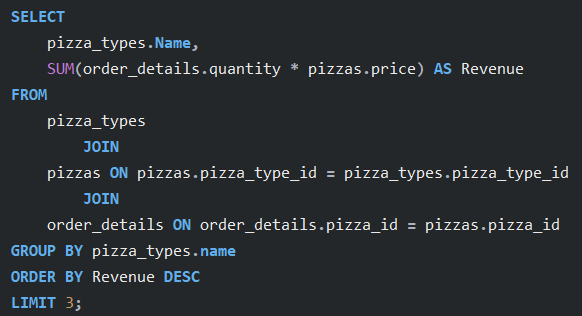 SELECT
pizza_types.Name,
SUM(order_details.quantity * pizzas.price) AS Revenue
FROM
pizza_types
JOIN
pizzas ON pizzas.pizza_type_id = pizza_types.pizza_type_id
JOIN
order_details ON order_details.pizza_id = pizzas.pizza_id
GROUP BY pizza_types.name
ORDER BY Revenue DESC
LIMIT 3;